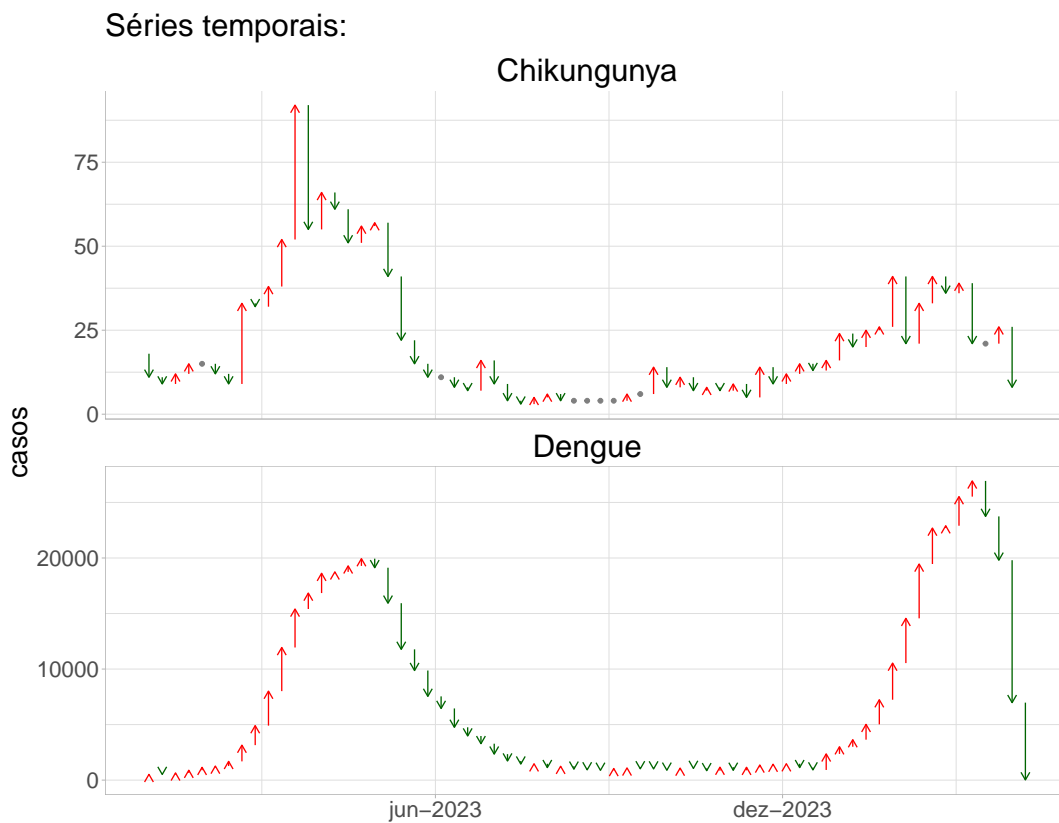 Séries temporais:
Chikungunya
75
50
25
0
casos
Dengue
20000
10000
0
jun−2023
dez−2023